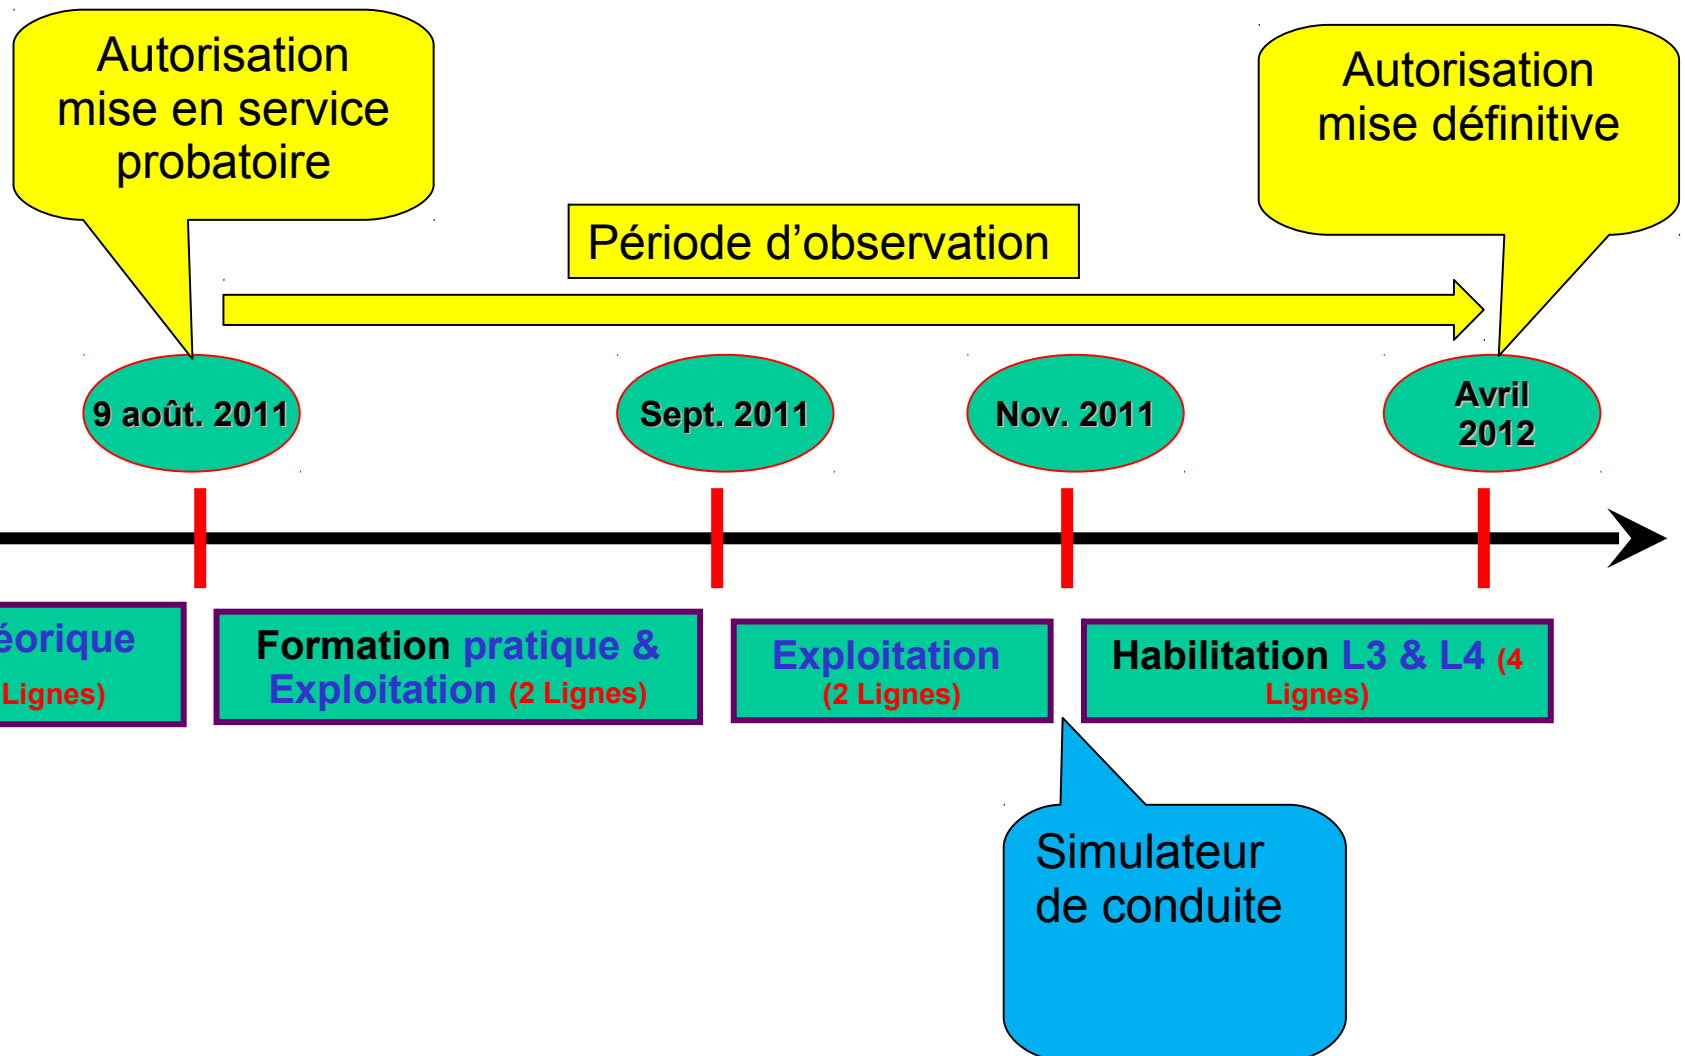 Autorisation
mise en service
probatoire
Autorisation
mise définitive
Période d’observation
9 août. 2011
Sept. 2011
Nov. 2011
Avril
2012
éorique
Lignes)
Formation pratique &
Exploitation (2 Lignes)
Exploitation
(2 Lignes)
Habilitation L3 & L4 (4
Lignes)
Simulateur
de conduite